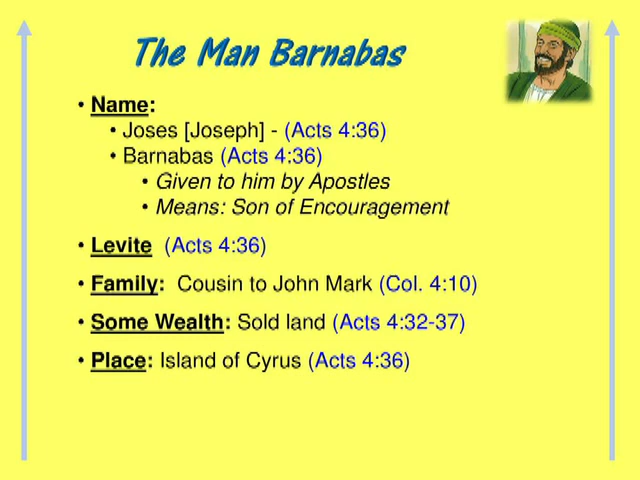 The Man Barnabas
• Name:
• Joses [Joseph] - (Acts 4:36)
• Barnabas (Acts 4:36)
• Given to him by Apostles
• Means: Son of Encouragement
• Levite (Acts 4:36)
• Family: Cousin to John Mark (Col. 4:10)
• Some Wealth: Sold land (Acts 4:32-37)
• Place: Island of Cyrus (Acts 4:36)